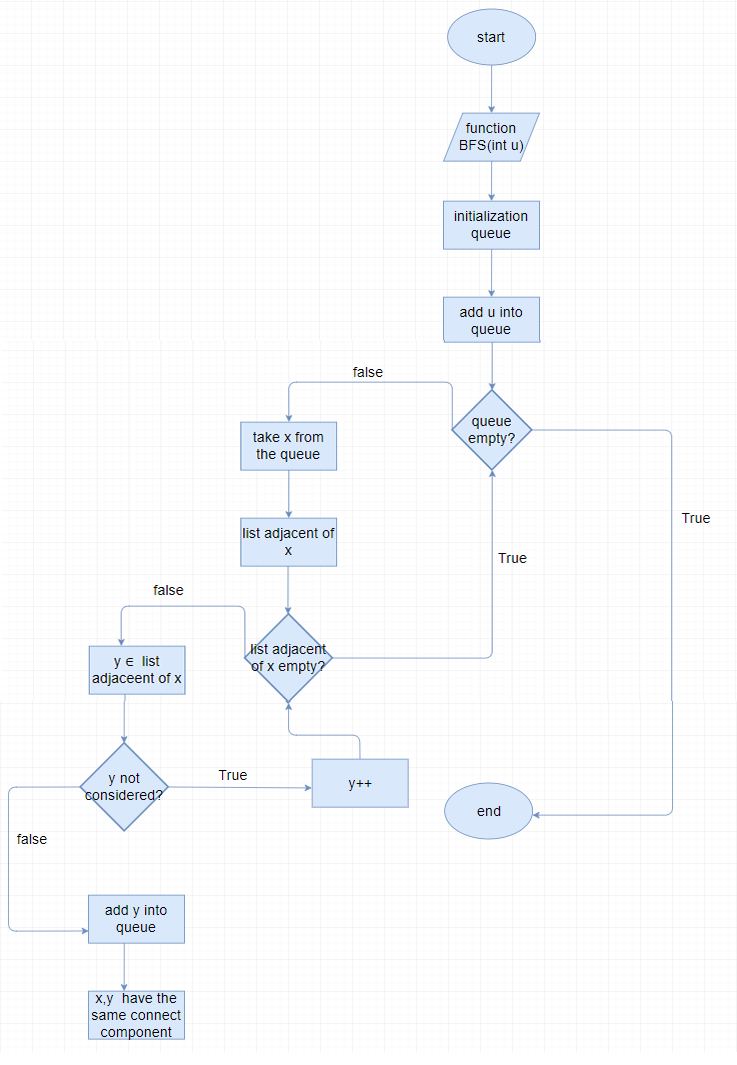 start
function
BFS(int u)
initialization
queue
add u into
queue
false
queue
empty?
take x from
the queue
True
list adjacent of
x
True
false
list adjacent
of x empty?
y ∈ list
adjaceent of x
y not
considered?
True
y++
end
false
add y into
queue
x,y have the
same connect
component